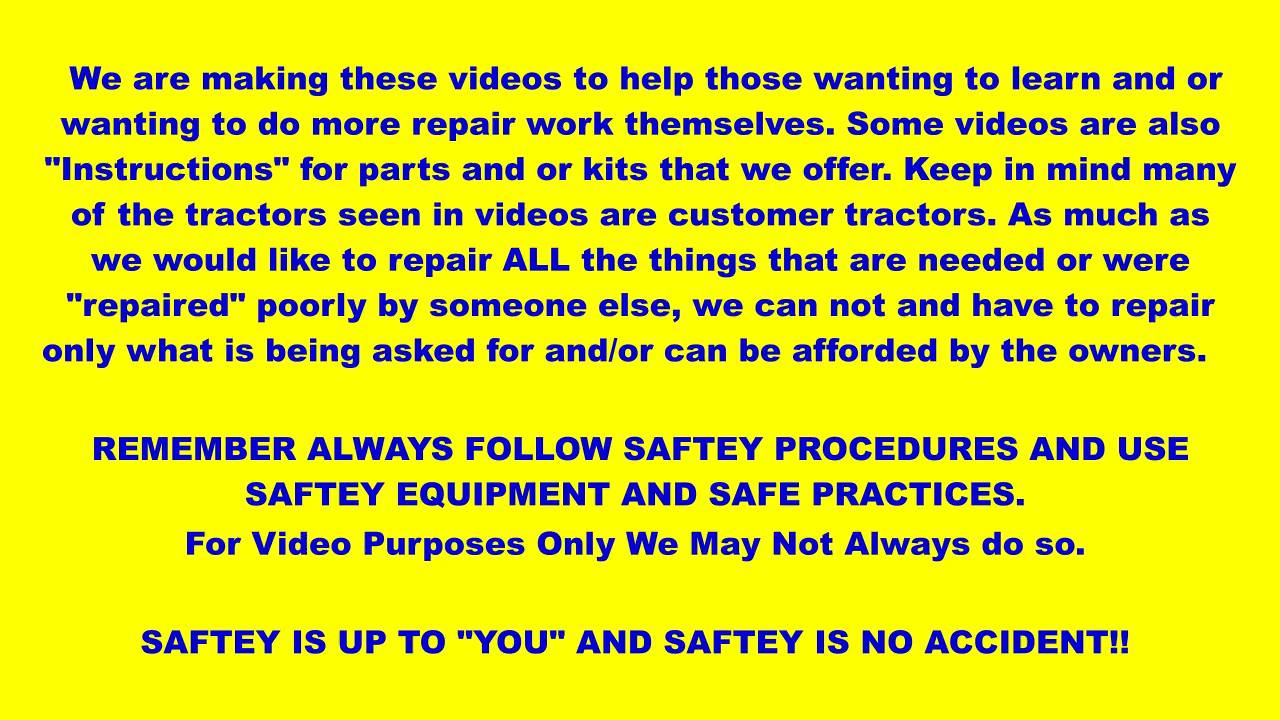 We are making these videos to help those wanting to learn and or
wanting to do more repair work themselves. Some videos are also
"Instructions" for parts and or kits that we offer. Keep in mind many
of the tractors seen in videos are customer tractors. As much as
we would like to repair ALL the things that are needed or were
"repaired" poorly by someone else, we can not and have to repair
only what is being asked for and/or can be afforded by the owners.
REMEMBER ALWAYS FOLLOW SAFTEY PROCEDURES AND USE
SAFTEY EQUIPMENT AND SAFE PRACTICES.
For Video Purposes Only We May Not Always do so.
SAFTEY IS UP TO "YOU" AND SAFTEY IS NO ACCIDENT!!